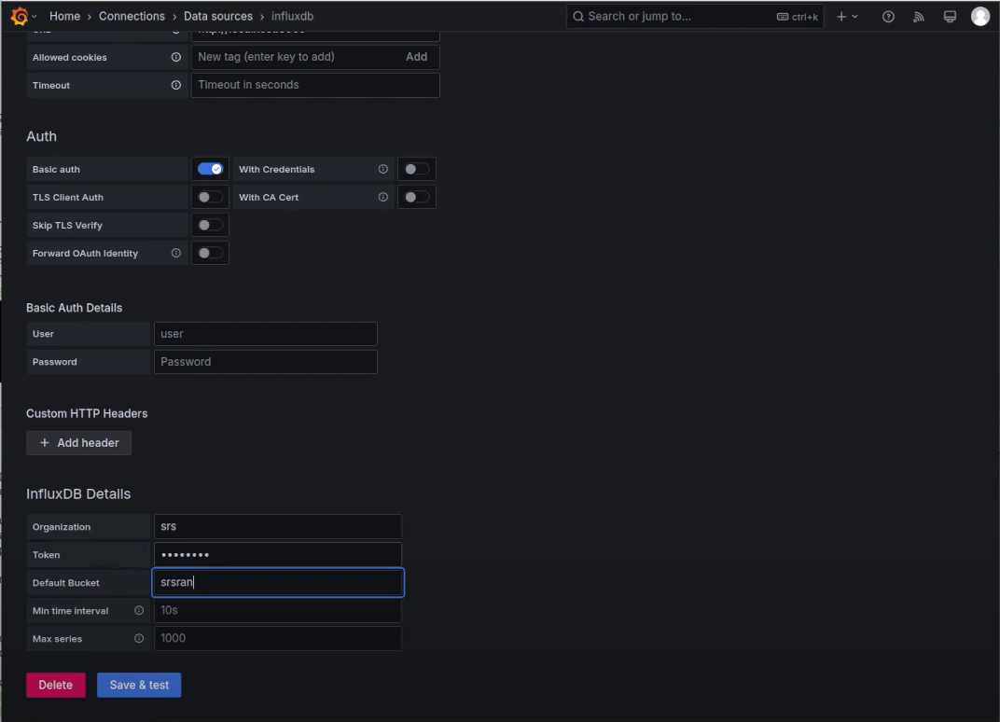 Home > Connections > Data sources > influxdb
Search or jump to... ctrl+k
Allowed cookies New tag (enter key to add) Add
Timeout Timeout in seconds
Auth
Basic auth With Credentials
TLS Client Auth With CA Cert
Skip TLS Verify
Forward OAuth Identity
Basic Auth Details
User user
Password Password
Custom HTTP Headers
+ Add header
InfluxDB Details
Organization srs
Token ••••••••
Default Bucket srsran
Min time interval 10s
Max series 1000
Delete Save & test